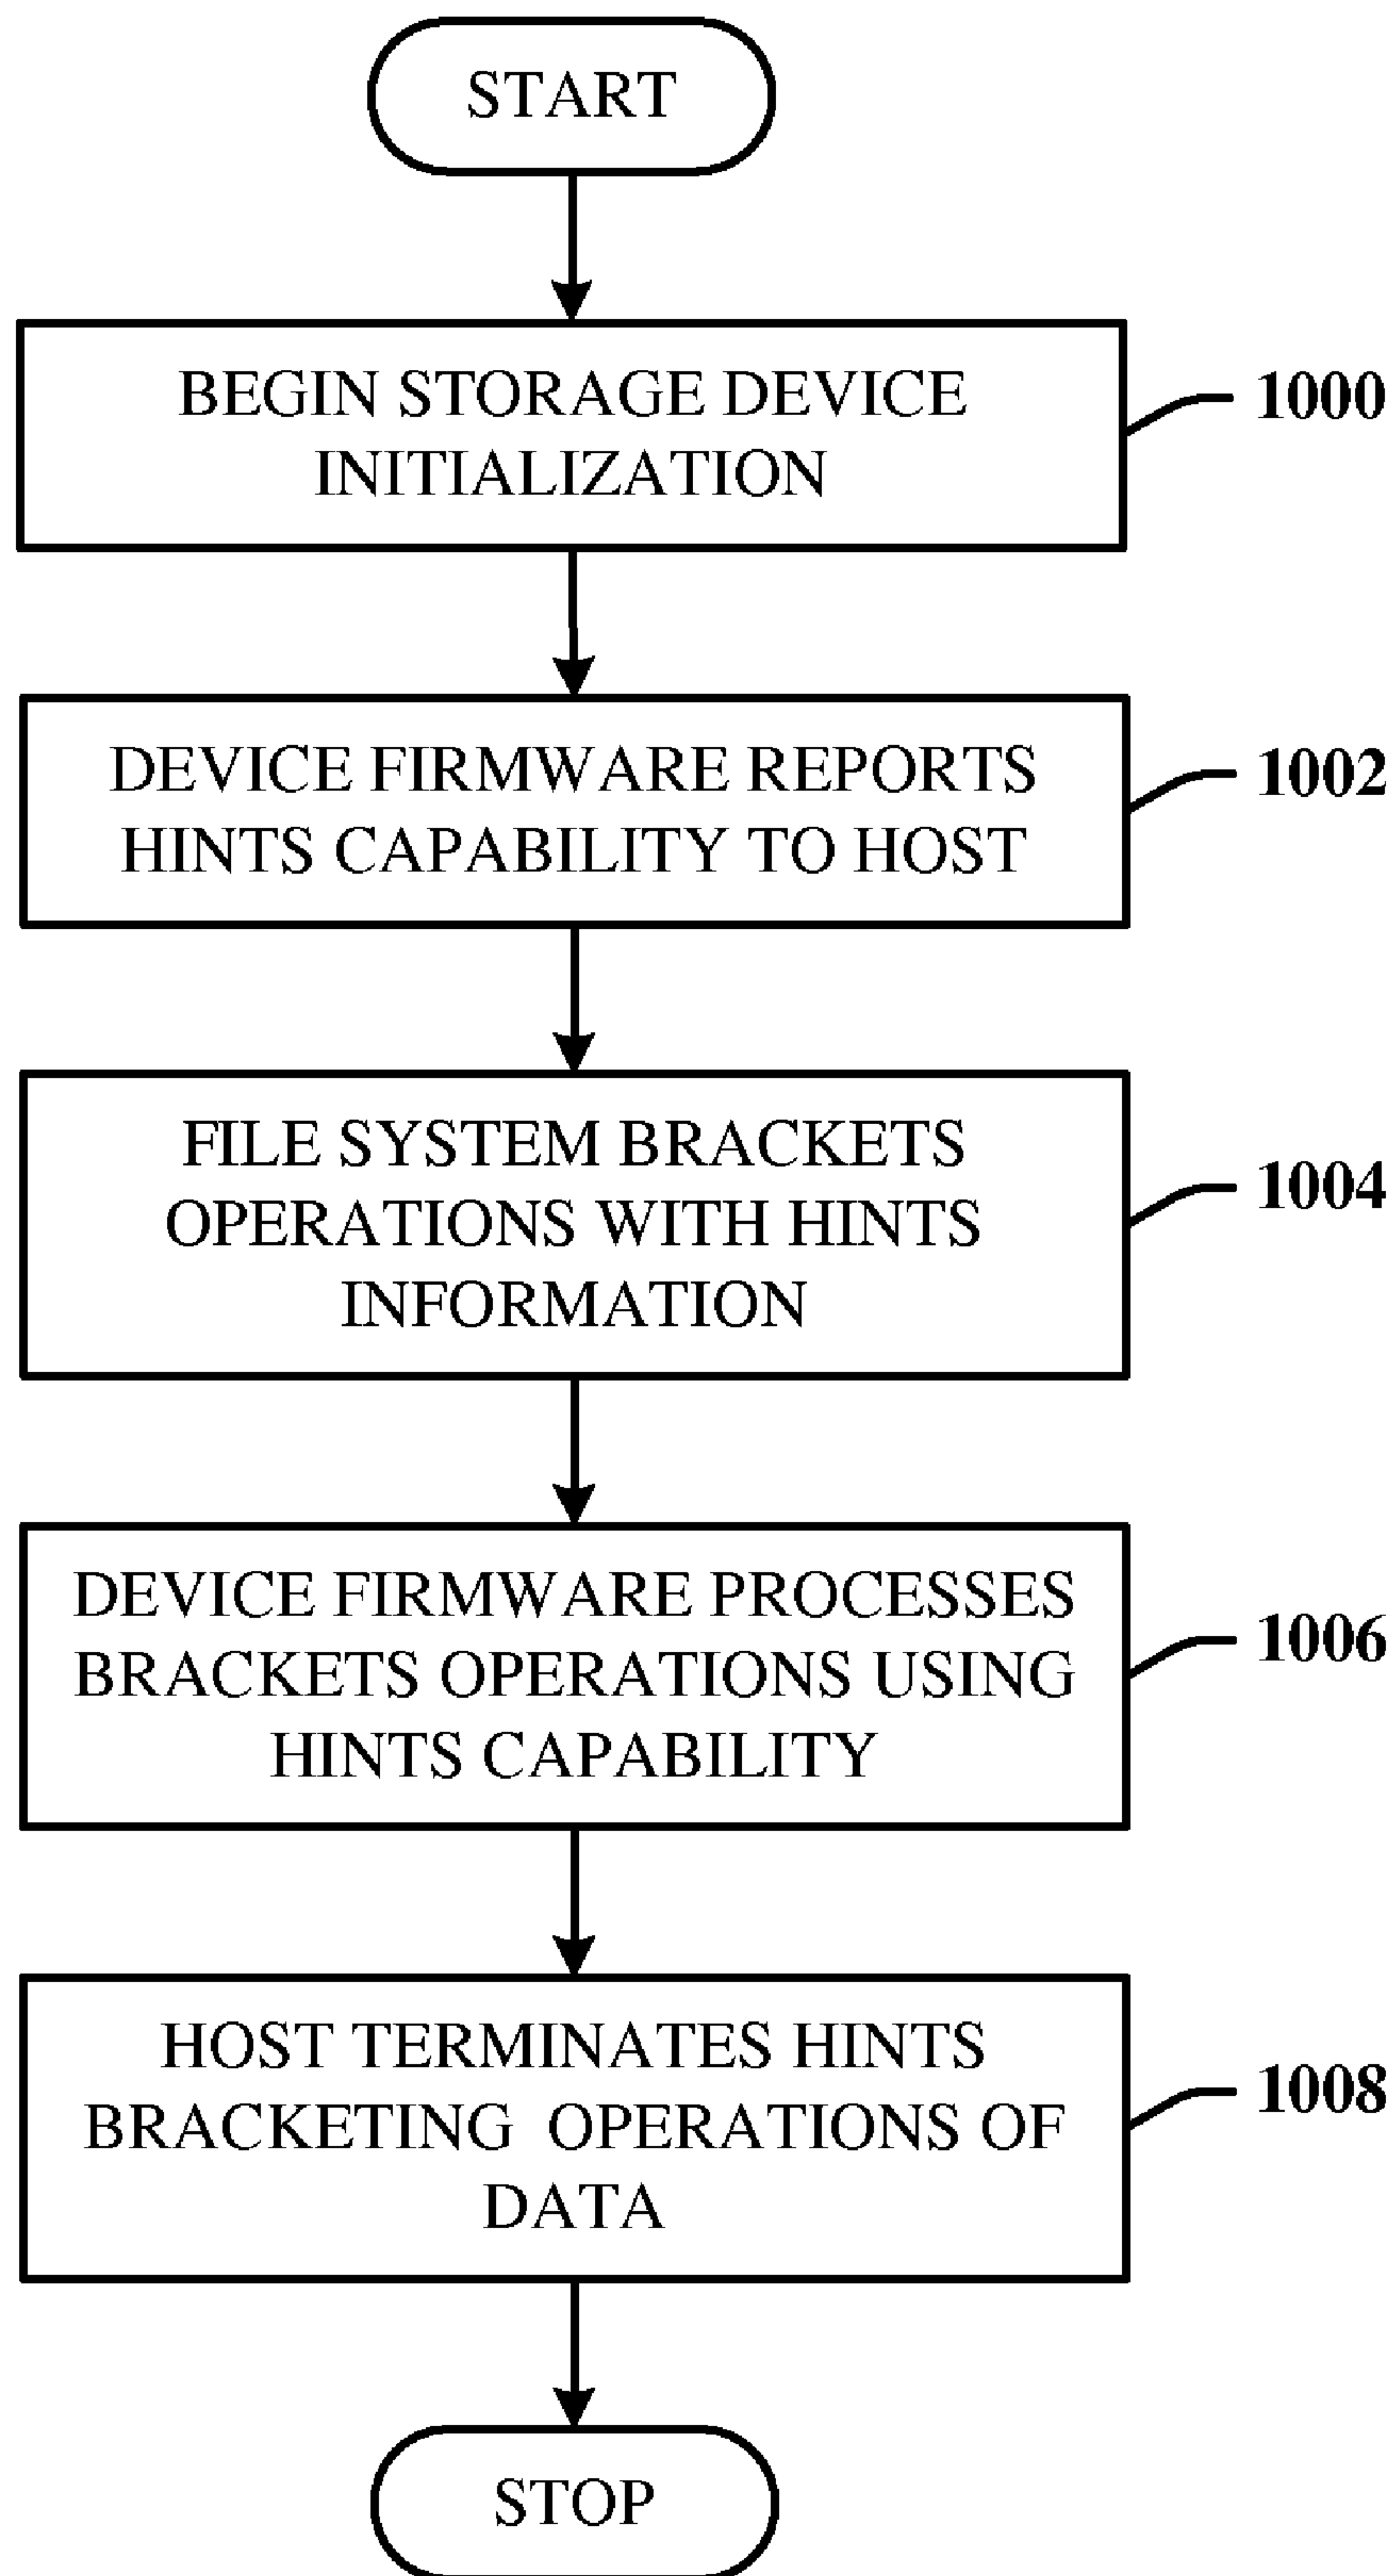 START
BEGIN STORAGE DEVICE
INITIALIZATION
1000
DEVICE FIRMWARE REPORTS
HINTS CAPABILITY TO HOST
1002
FILE SYSTEM BRACKETS
OPERATIONS WITH HINTS
INFORMATION
1004
DEVICE FIRMWARE PROCESSES
BRACKETS OPERATIONS USING
HINTS CAPABILITY
1006
HOST TERMINATES HINTS
BRACKETING OPERATIONS OF
DATA
1008
STOP